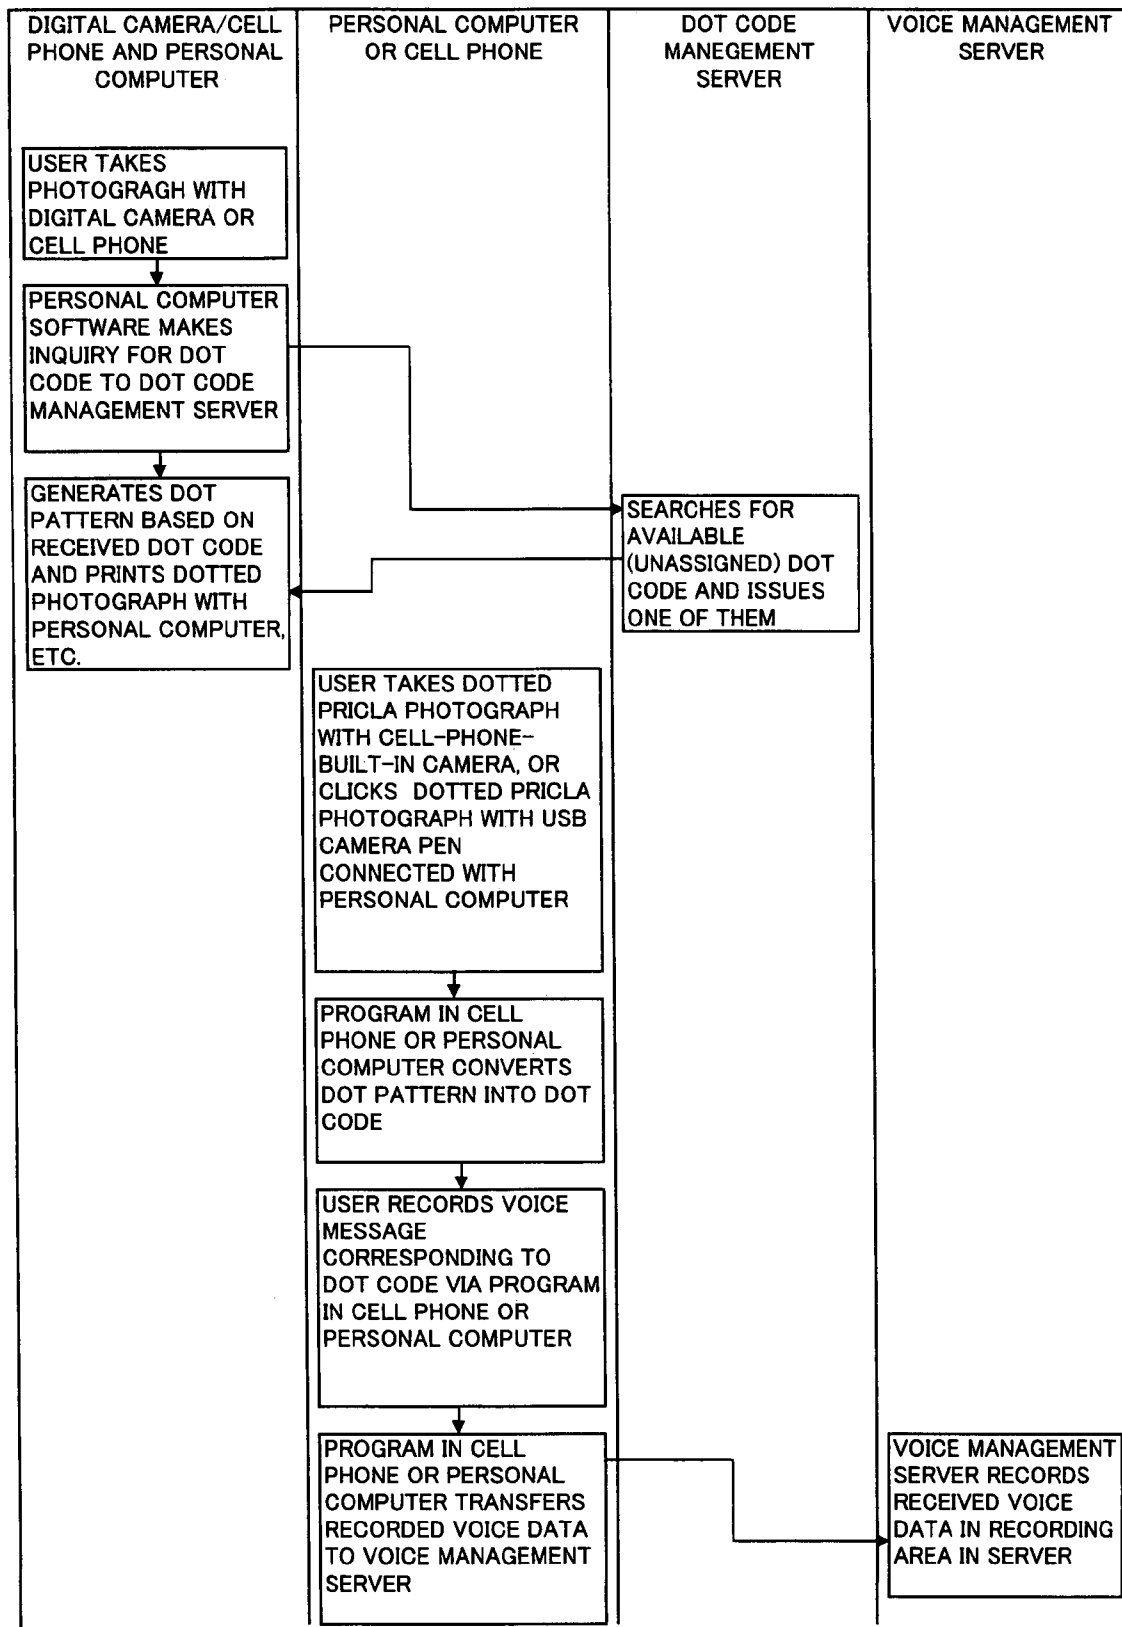 DIGITAL CAMERA/CELL
PHONE AND PERSONAL
COMPUTER
PERSONAL COMPUTER
OR CELL PHONE
DOT CODE
MANEGEMENT
SERVER
VOICE MANAGEMENT
SERVER
USER TAKES
PHOTOGRAGH WITH
DIGITAL CAMERA OR
CELL PHONE
PERSONAL COMPUTER
SOFTWARE MAKES
INQUIRY FOR DOT
CODE TO DOT CODE
MANAGEMENT SERVER
GENERATES DOT
PATTERN BASED ON
RECEIVED DOT CODE
AND PRINTS DOTTED
PHOTOGRAPH WITH
PERSONAL COMPUTER,
ETC.
SEARCHES FOR
AVAILABLE
(UNASSIGNED) DOT
CODE AND ISSUES
ONE OF THEM
USER TAKES DOTTED
PRICLA PHOTOGRAPH
WITH CELL-PHONE-
BUILT-IN CAMERA, OR
CLICKS DOTTED PRICLA
PHOTOGRAPH WITH USB
CAMERA PEN
CONNECTED WITH
PERSONAL COMPUTER
PROGRAM IN CELL
PHONE OR PERSONAL
COMPUTER CONVERTS
DOT PATTERN INTO DOT
CODE
USER RECORDS VOICE
MESSAGE
CORRESPONDING TO
DOT CODE VIA PROGRAM
IN CELL PHONE OR
PERSONAL COMPUTER
PROGRAM IN CELL
PHONE OR PERSONAL
COMPUTER TRANSFERS
RECORDED VOICE DATA
TO VOICE MANAGEMENT
SERVER
VOICE MANAGEMENT
SERVER RECORDS
RECEIVED VOICE
DATA IN RECORDING
AREA IN SERVER